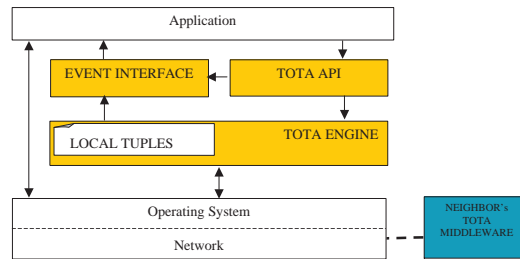 Application
EVENT INTERFACE
TOTA API
TOTA ENGINE
LOCAL TUPLES
Operating System
Network
NEIGHBOR's
TOTA
MIDDLEWARE